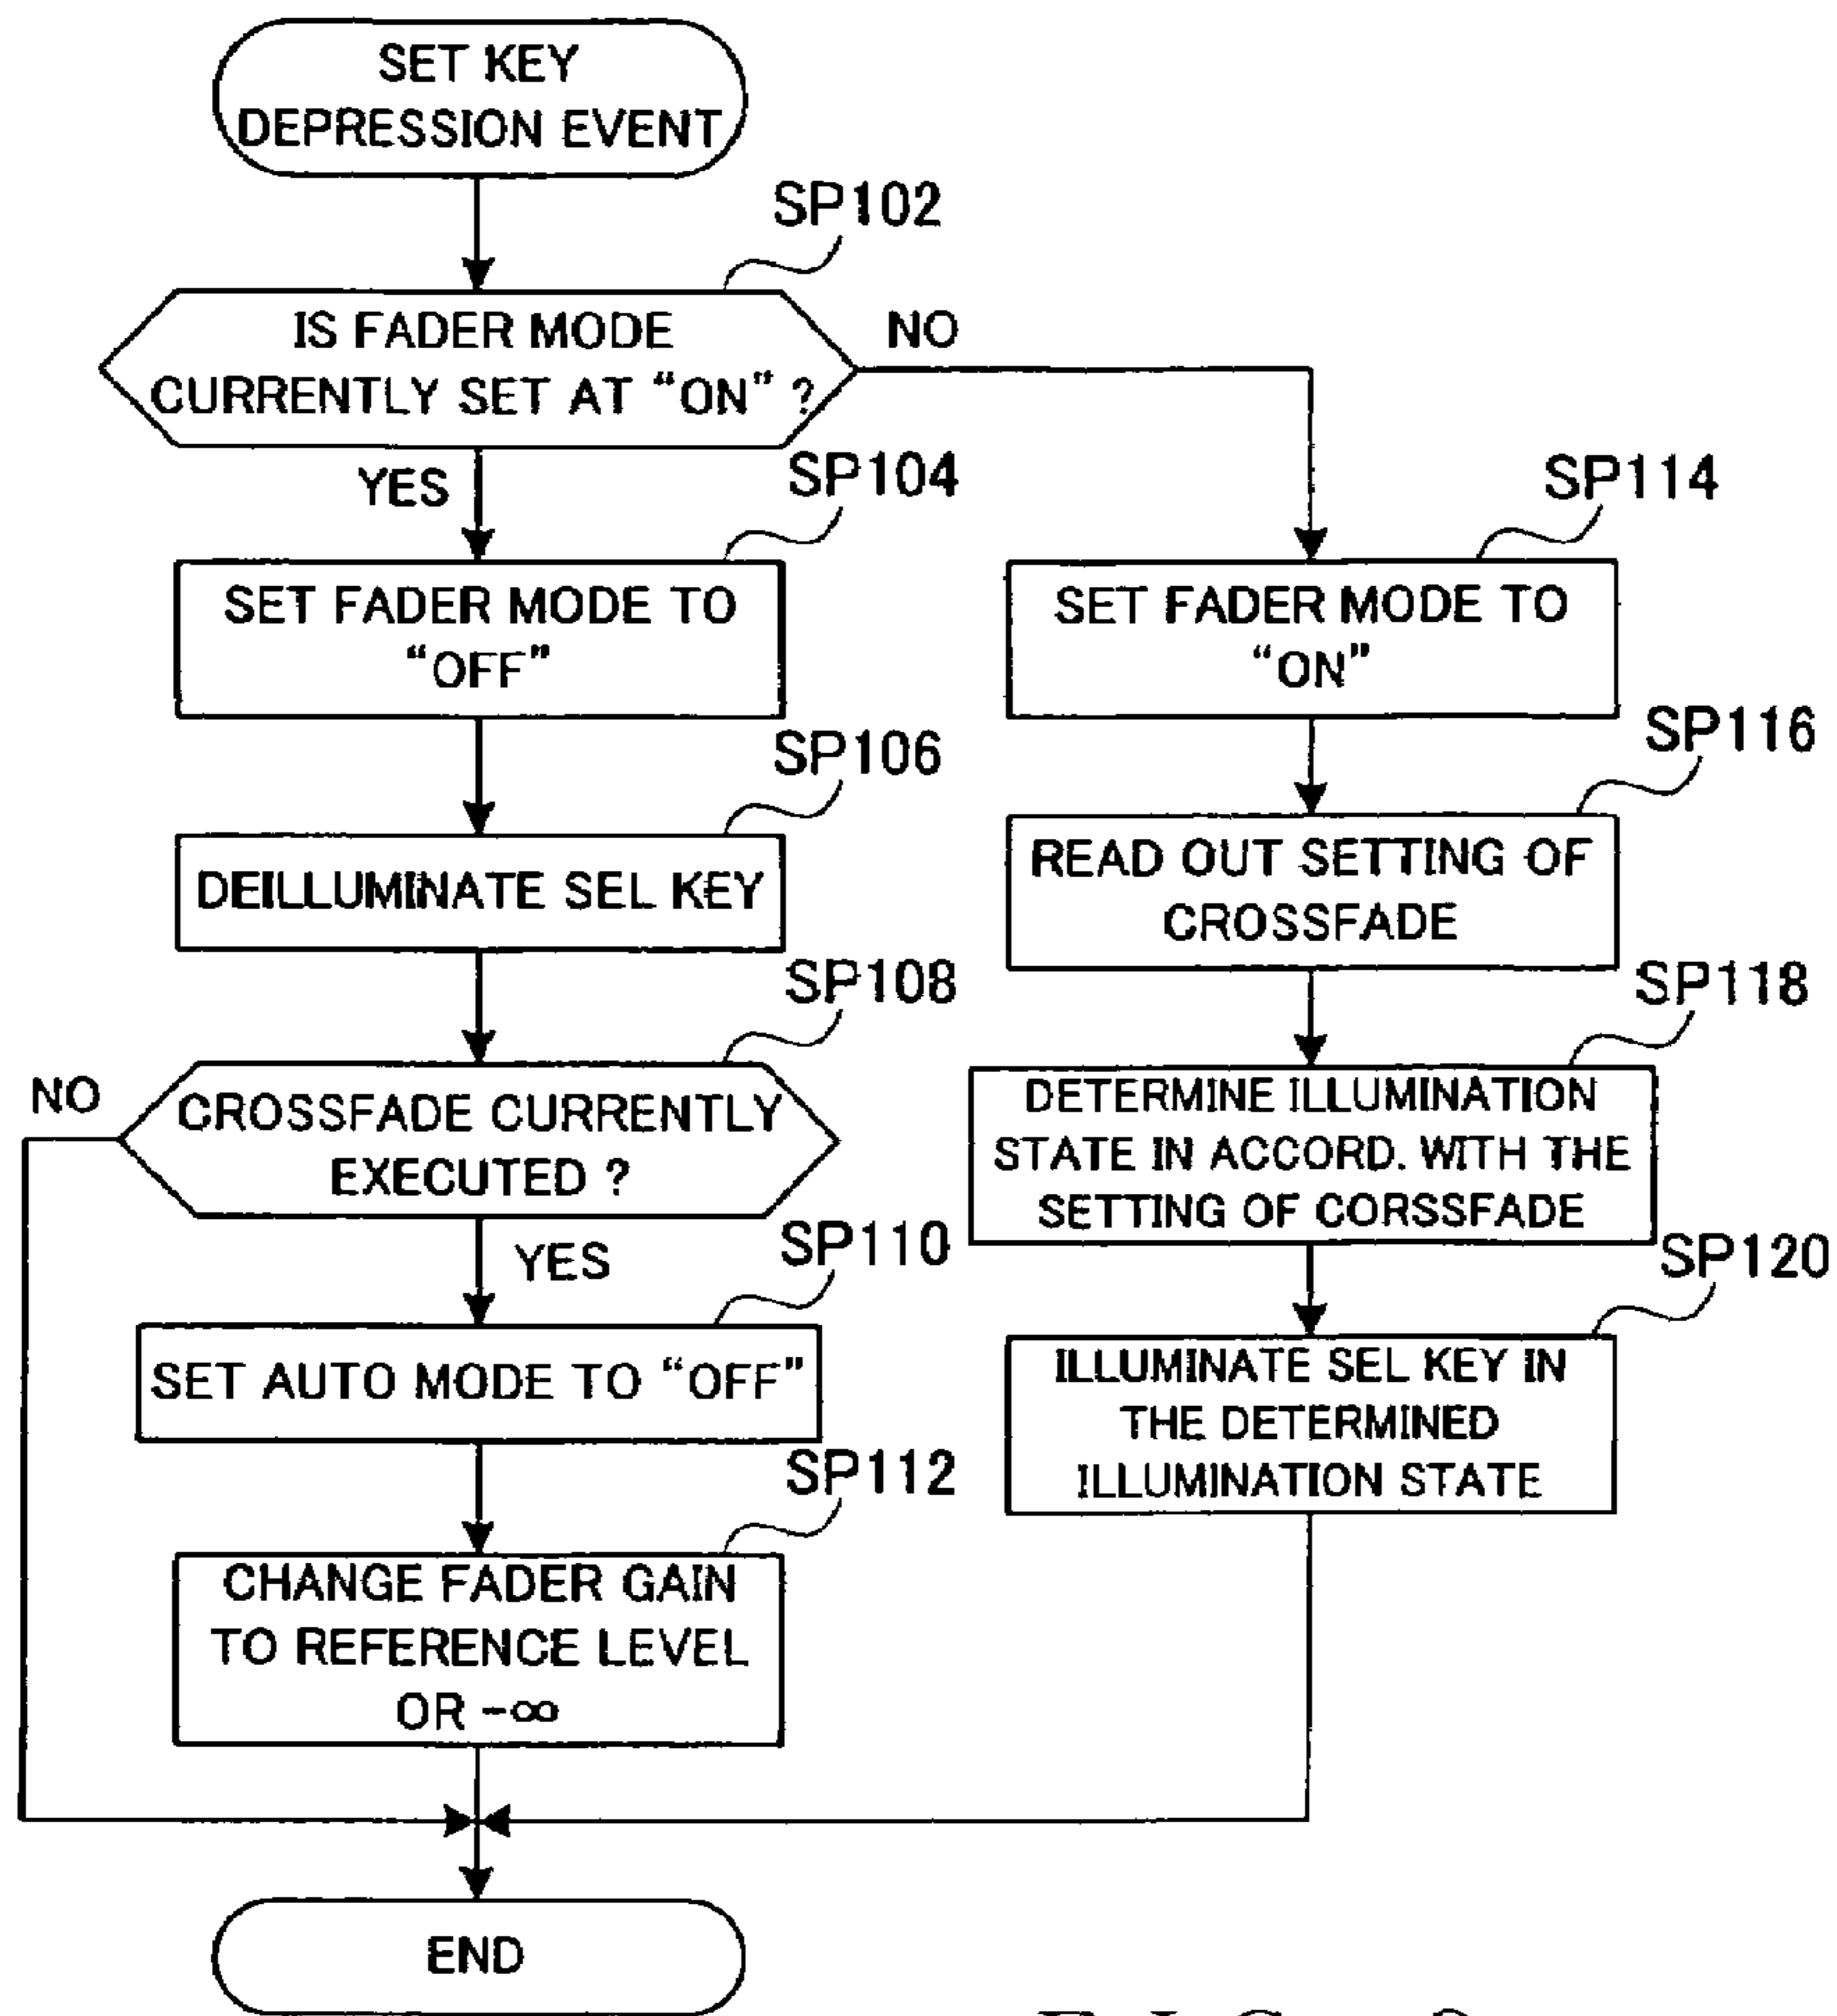 SET KEY
DEPRESSION EVENT
SP102
IS FADER MODE
CURRENTLY SET AT “ON” ?
NO
YES
SP104
SET FADER MODE TO
“OFF”
SP106
DEILLUMINATE SEL KEY
SP108
CROSSFADE CURRENTLY
EXECUTED ?
NO
YES
SP110
SET AUTO MODE TO “OFF”
SP112
CHANGE FADER GAIN
TO REFERENCE LEVEL
OR -∞
SP114
SET FADER MODE TO
“ON”
SP116
READ OUT SETTING OF
CROSSFADE
SP118
DETERMINE ILLUMINATION
STATE IN ACCORD. WITH THE
SETTING OF CORSSFADE
SP120
ILLUMINATE SEL KEY IN
THE DETERMINED
ILLUMINATION STATE
END